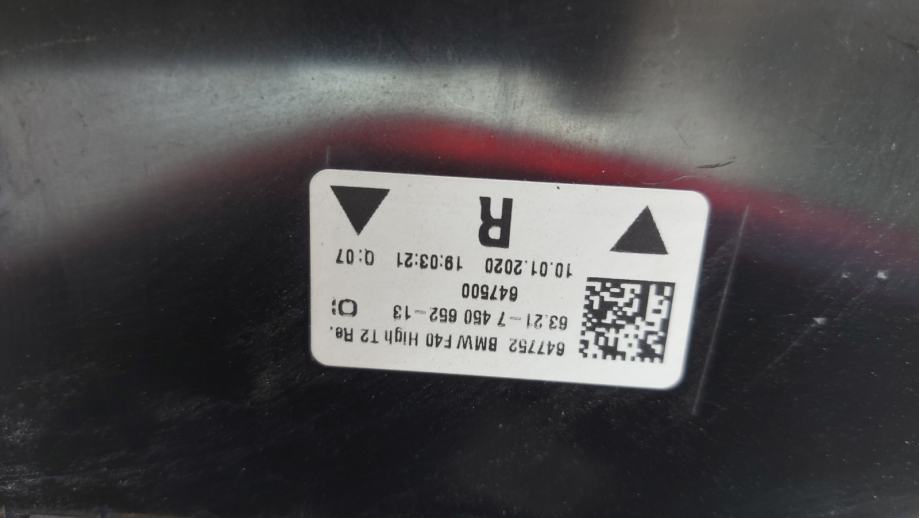 647752 BMW F40 High T2 Re.
63.21-7 450 652-13
647500
10.01.2020 19:03:21 Q:07
R